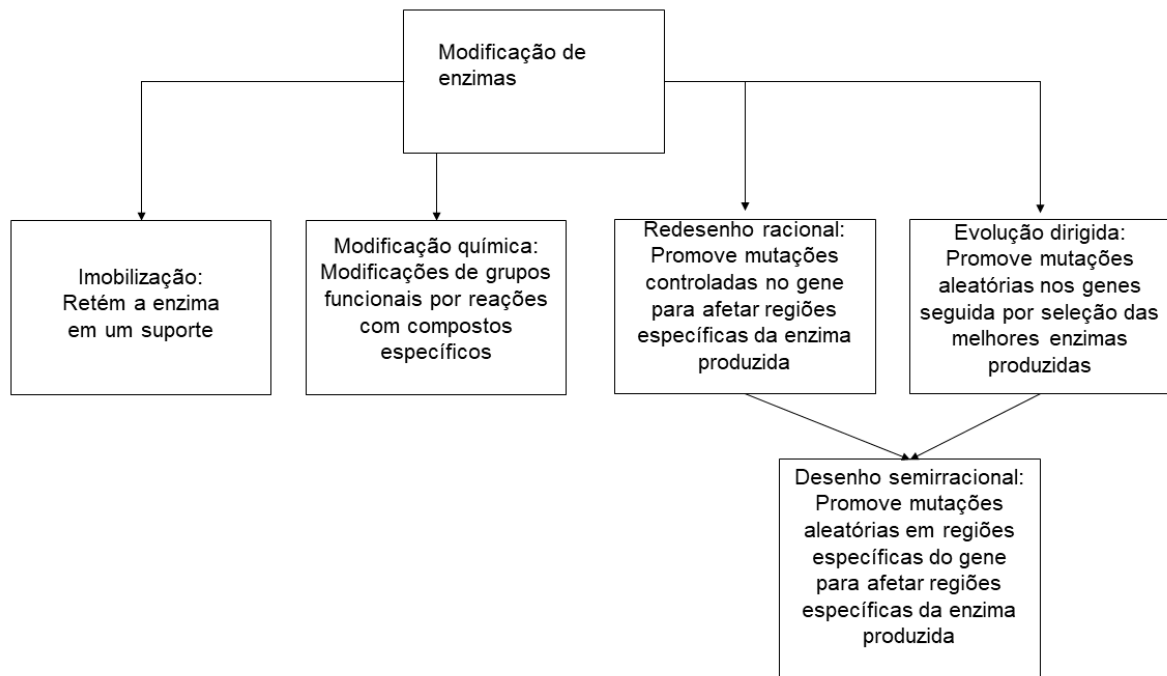 Modificação de
enzimas
Imobilização:
Retém a enzima
em um suporte
Modificação química:
Modificações de grupos
funcionais por reações
com compostos
específicos
Redesenho racional:
Promove mutações
controladas no gene
para afetar regiões
específicas da enzima
produzida
Evolução dirigida:
Promove mutações
aleatórias nos genes
seguida por seleção das
melhores enzimas
produzidas
Desenho semirracional:
Promove mutações
aleatórias em regiões
específicas do gene
para afetar regiões
específicas da enzima
produzida